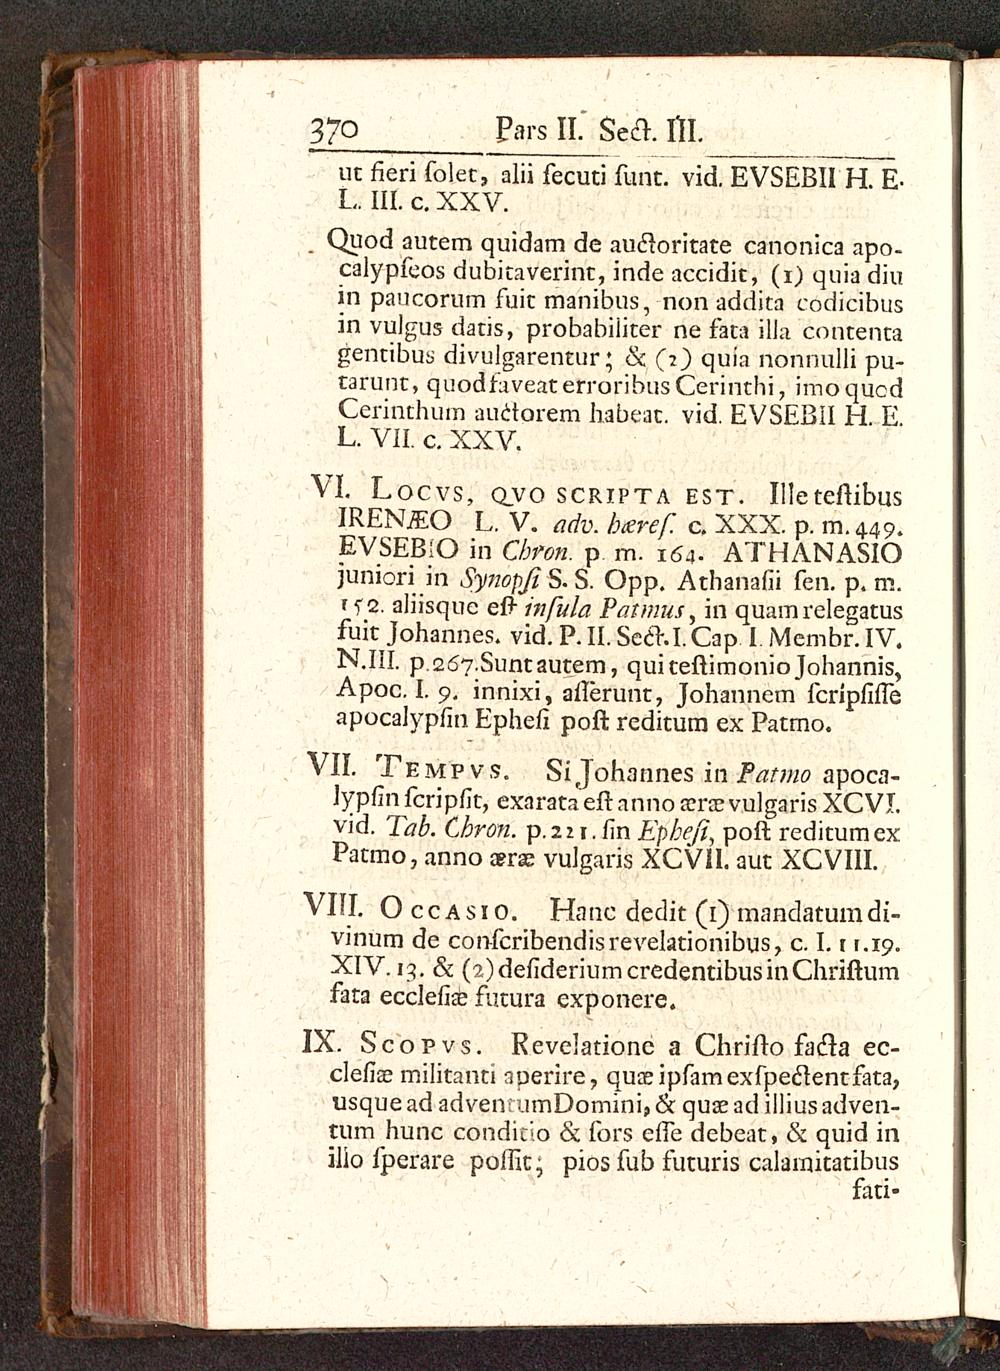 370 Pars II. Sect. III.
ut fieri ſolet, alii ſecuti ſunt. vid. EVSEBII H. E.
L. III. c. XXV.
Quod autem quidam de auctoritate canonica apo-
calypſeos dubitaverint, inde accidit, (1) quia diu
in paucorum fuit manibus, non addita codicibus
in vulgus datis, probabiliter ne fata illa contenta
gentibus divulgarentur; & (2) quia nonnulli pu-
tarunt, quod faveat erroribus Cerinthi, imo quod
Cerinthum auctorem habeat. vid. EVSEBII H. E.
L. VII. c. XXV.
VI. LOCVS, QVO SCRIPTA EST. Ille teſtibus
IRENÆO L. V. adv. hæreſ. c. XXX. p. m. 449.
EVSEBIO in Chron. p. m. 164. ATHANASIO
juniori in Synopſi S. S. Opp. Athanaſii ſen. p. m.
152. aliisque eſt inſula Patmus, in quam relegatus
fuit Johannes. vid. P. II. Sect. I. Cap. I. Membr. IV.
N. III. p. 267. Sunt autem, qui teſtimonio Johannis,
Apoc. I. 9. innixi, aſſerunt, Johannem ſcripſiſſe
apocalypſin Epheſi poſt reditum ex Patmo.
VII. TEMPVS. Si Johannes in Patmo apoca-
lypſin ſcripſit, exarata eſt anno æræ vulgaris XCVI.
vid. Tab. Chron. p. 221. ſin Epheſi, poſt reditum ex
Patmo, anno æræ vulgaris XCVII. aut XCVIII.
VIII. OCCASIO. Hanc dedit (1) mandatum di-
vinum de conſcribendis revelationibus, c. I. 11.19.
XIV. 13. & (2) deſiderium credentibus in Chriſtum
fata eccleſiæ futura exponere.
IX. SCOPVS. Revelatione a Chriſto facta ec-
cleſiæ militanti aperire, quæ ipſam exſpectent fata,
usque ad adventum Domini, & quæ ad illius adven-
tum hunc conditio & ſors eſſe debeat, & quid in
illo ſperare poſſit; pios ſub futuris calamitatibus
fati-